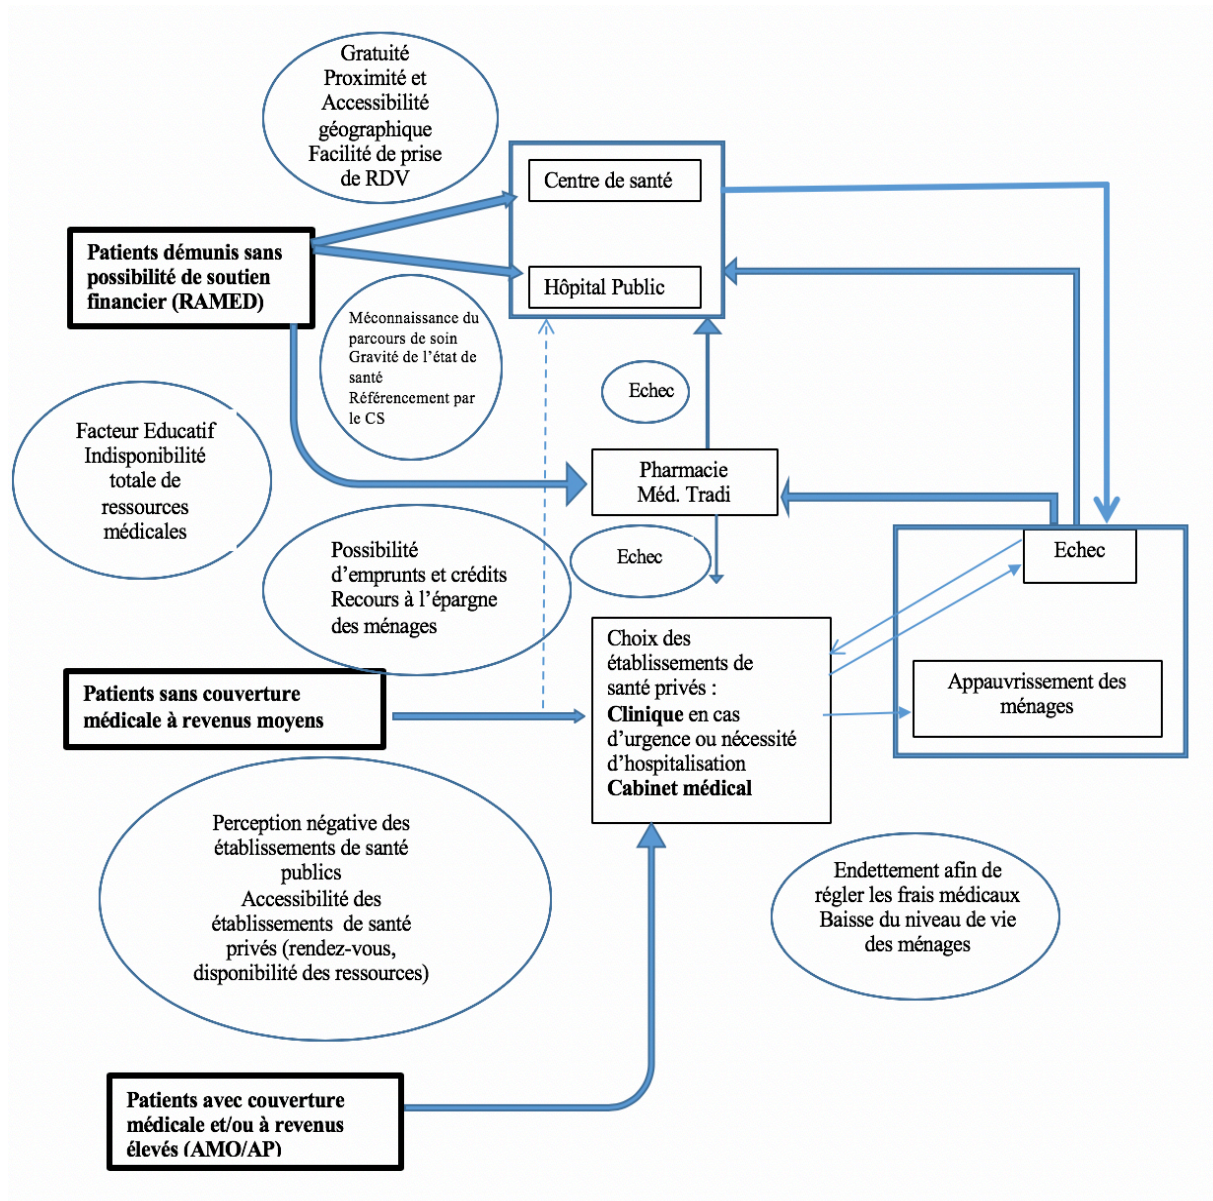 Gratuité
Proximité et
Accessibilité
géographique
Facilité de prise
de RDV
Centre de santé
Hôpital Public
Patients démunis sans
possibilité de soutien
financier (RAMED)
Méconnaissance du
parcours de soin
Gravité de l'état de
santé
Référencement par
le CS
Echec
Facteur Educatif
Indisponibilité
totale de
ressources
médicales
Pharmacie
Méd. Tradi
Echec
Echec
Possibilité
d'emprunts et crédits
Recours à l'épargne
des ménages
Patients sans couverture
médicale à revenus moyens
Choix des
établissements de
santé privés :
Clinique en cas
d'urgence ou nécessité
d'hospitalisation
Cabinet médical
Appauvrissement des
ménages
Perception négative des
établissements de santé
publics
Accessibilité des
établissements de santé
privés (rendez-vous,
disponibilité des ressources)
Endettement afin de
régler les frais médicaux
Baisse du niveau de vie
des ménages
Patients avec couverture
médicale et/ou à revenus
élevés (AMO/AP)